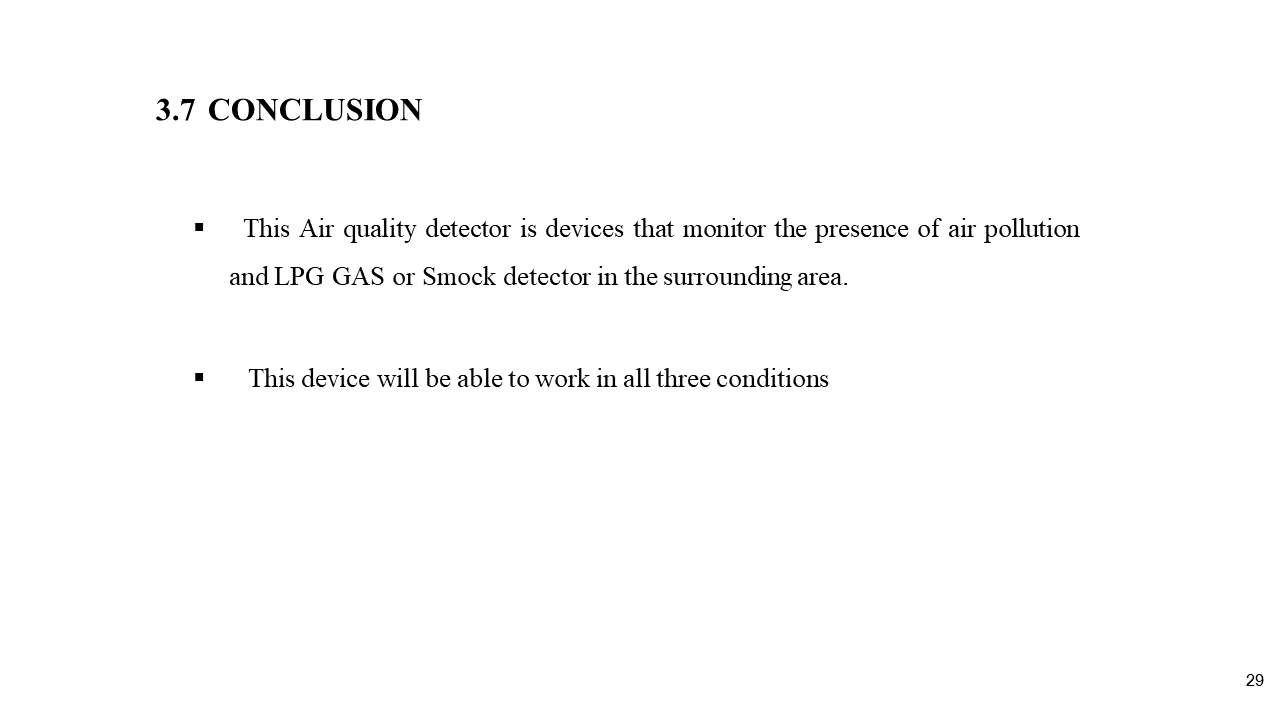 3.7 CONCLUSION
▪ This Air quality detector is devices that monitor the presence of air pollution
and LPG GAS or Smock detector in the surrounding area.
▪ This device will be able to work in all three conditions
29